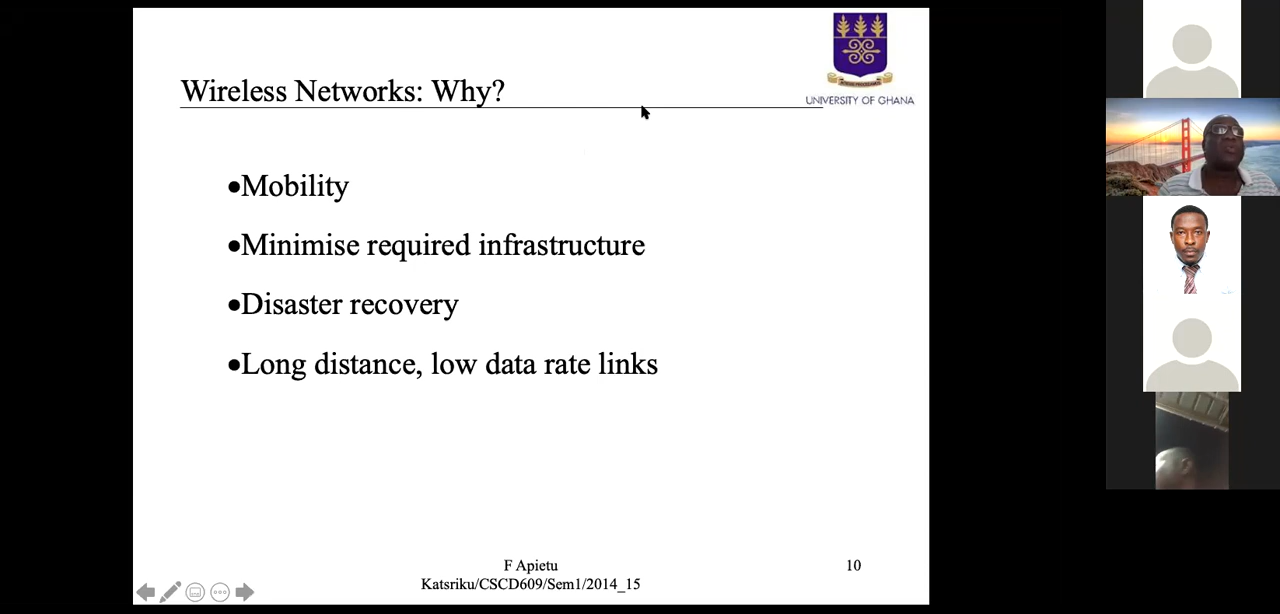 Wireless Networks: Why?
UNIVERSITY OF GHANA
•Mobility
•Minimise required infrastructure
•Disaster recovery
•Long distance, low data rate links
F Apietu
Katsriku/CSCD609/Sem1/2014_15
10